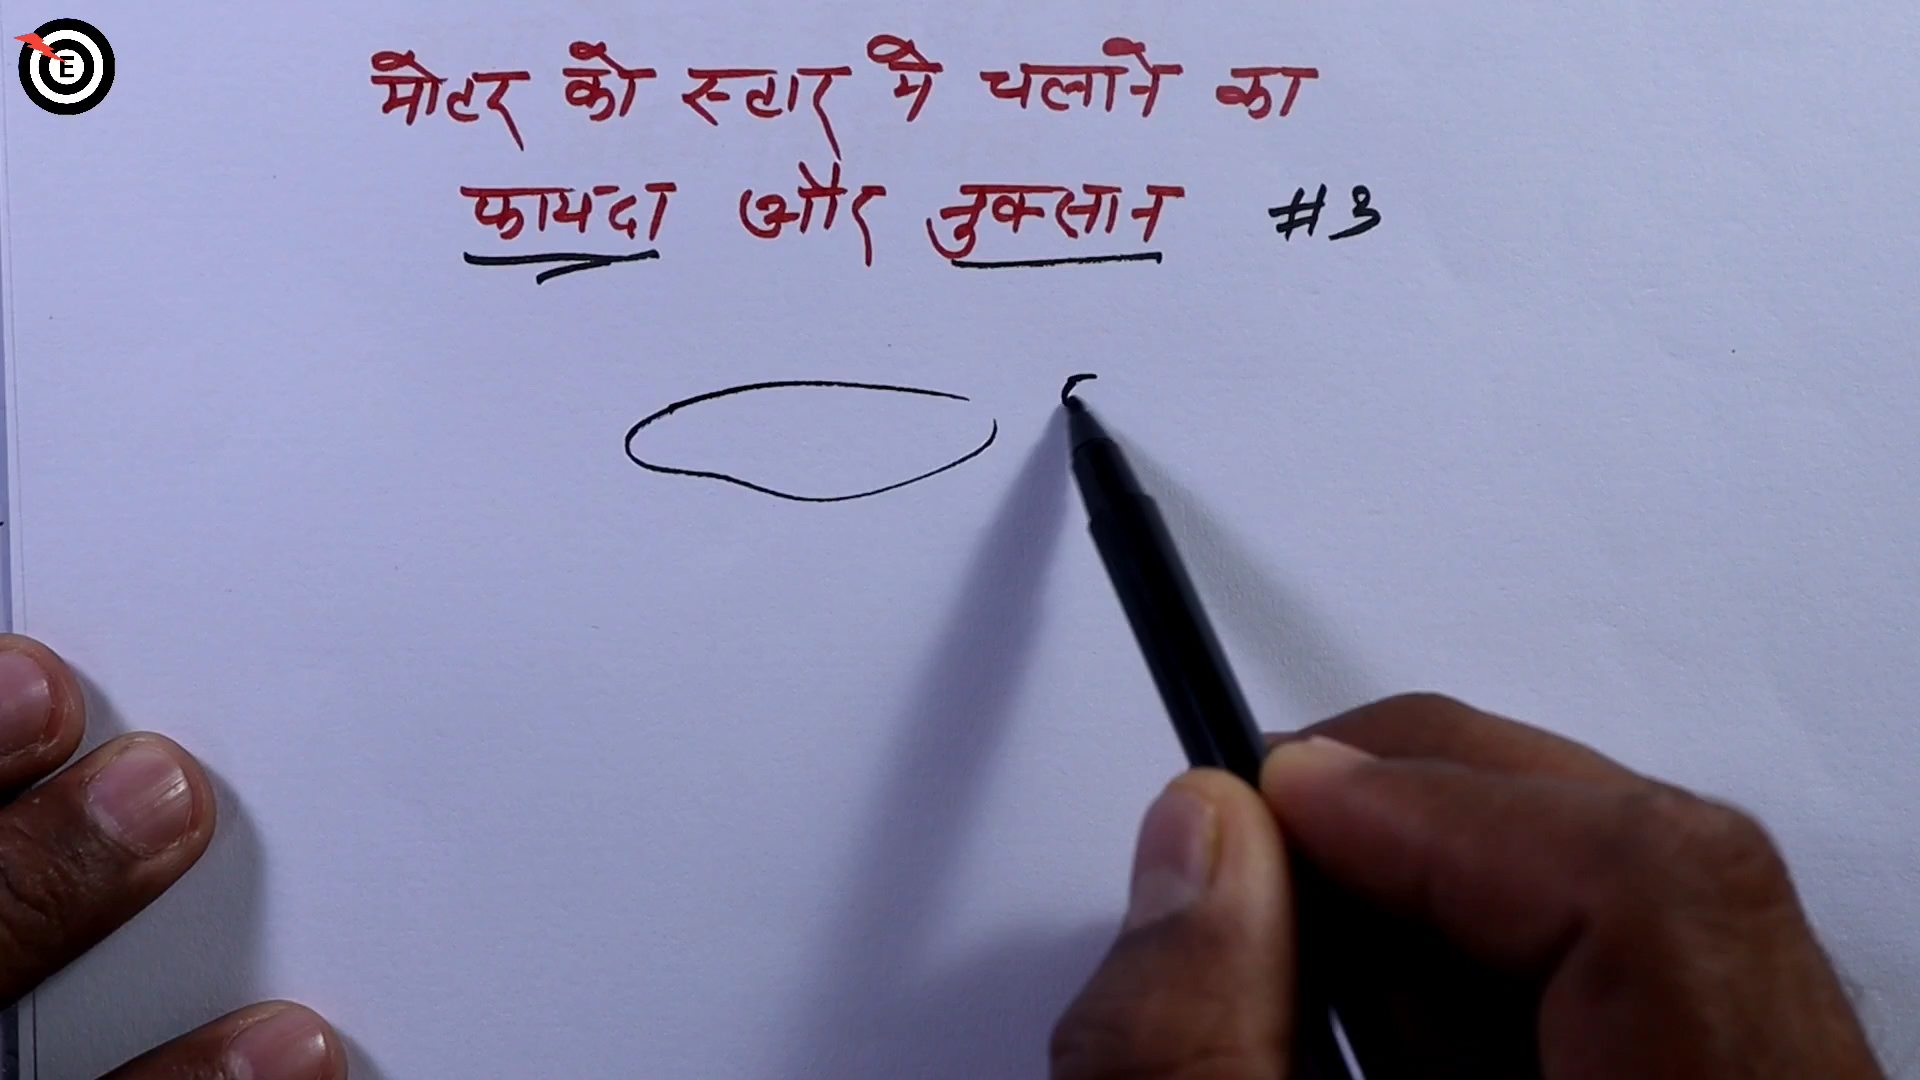 E
मोटर को स्टार मे चलाने का
फायदा और नुकसान #3